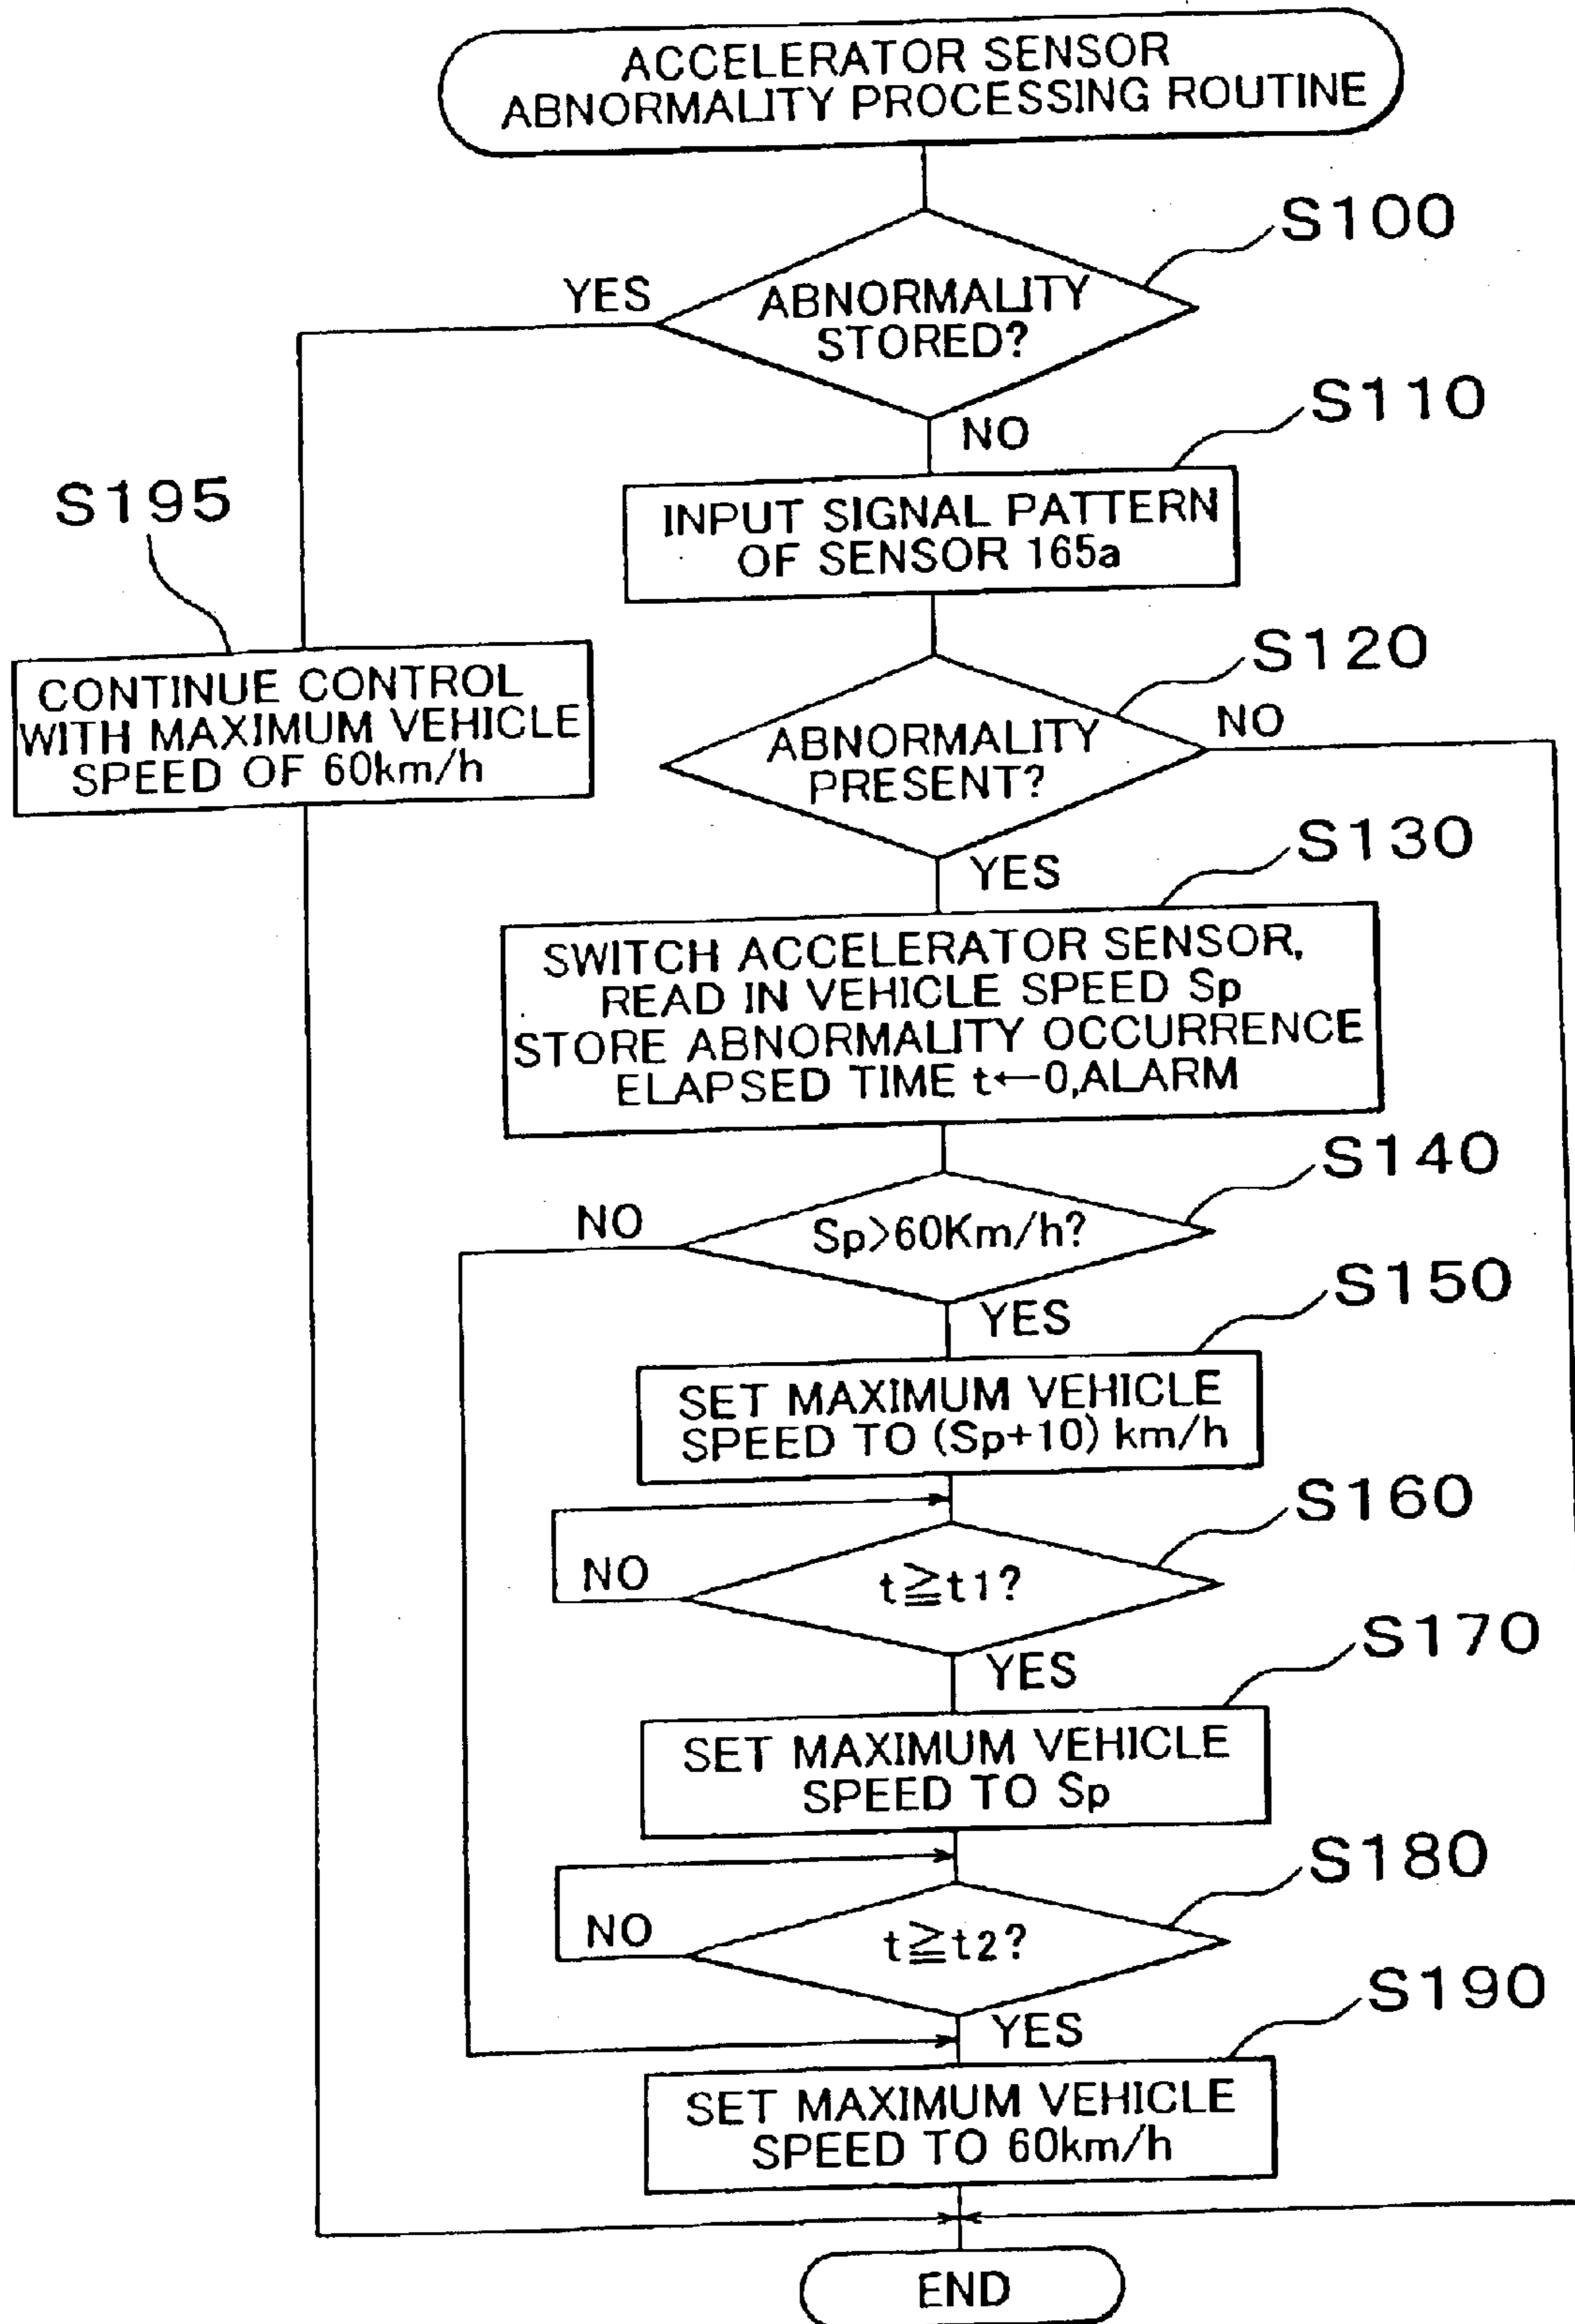 ACCELERATOR SENSOR
ABNORMALITY PROCESSING ROUTINE
S100
YES
ABNORMALITY
STORED?
NO
S110
INPUT SIGNAL PATTERN
OF SENSOR 165a
S195
CONTINUE CONTROL
WITH MAXIMUM VEHICLE
SPEED OF 60km/h
S120
ABNORMALITY
PRESENT?
NO
YES
S130
SWITCH ACCELERATOR SENSOR,
READ IN VEHICLE SPEED Sp
STORE ABNORMALITY OCCURRENCE
ELAPSED TIME t←0,ALARM
S140
NO
Sp>60Km/h?
YES
S150
SET MAXIMUM VEHICLE
SPEED TO (Sp+10) km/h
S160
NO
t≧t1?
YES
S170
SET MAXIMUM VEHICLE
SPEED TO Sp
S180
NO
t≧t2?
YES
S190
SET MAXIMUM VEHICLE
SPEED TO 60km/h
END